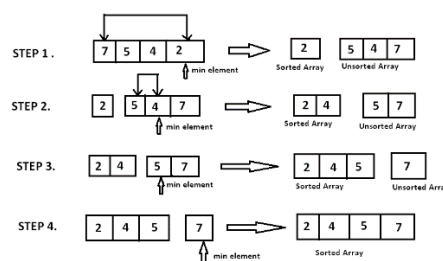 STEP 1.
7 5 4 2
min element
2
Sorted Array
5 4 7
Unsorted Array
STEP 2.
2
5 4 7
min element
2 4
Sorted Array
5 7
Unsorted Array
STEP 3.
2 4
5 7
min element
2 4 5
Sorted Array
7
Unsorted Array
STEP 4.
2 4 5
7
min element
2 4 5 7
Sorted Array